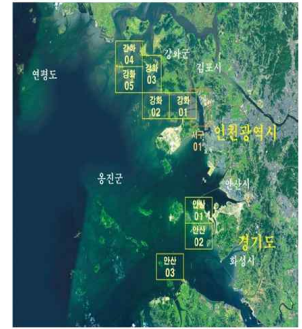 강화
04
강화군
강화
03
김포시
연평도
강화
05
강화
02
강화
01
서구
01
인천광역시
옹진군
안산시
안산
01
안산
02
경기도
화성시
안산
03